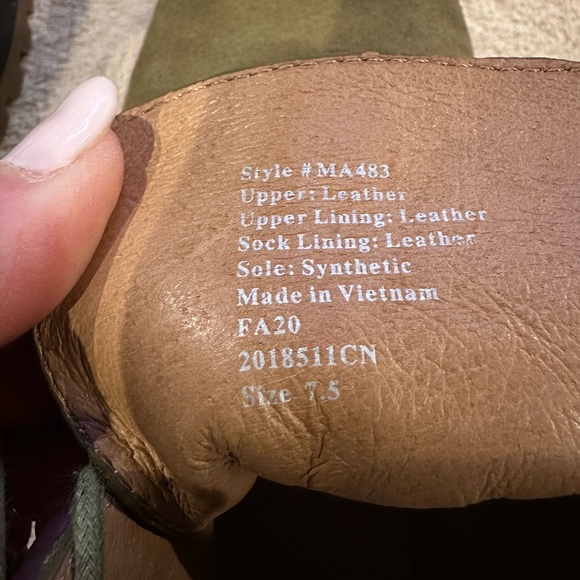 Style # MA483
Upper: Leather
Upper Lining: Leather
Sock Lining: Leather
Sole: Synthetic
Made in Vietnam
FA20
2018511CN
Size 7.5